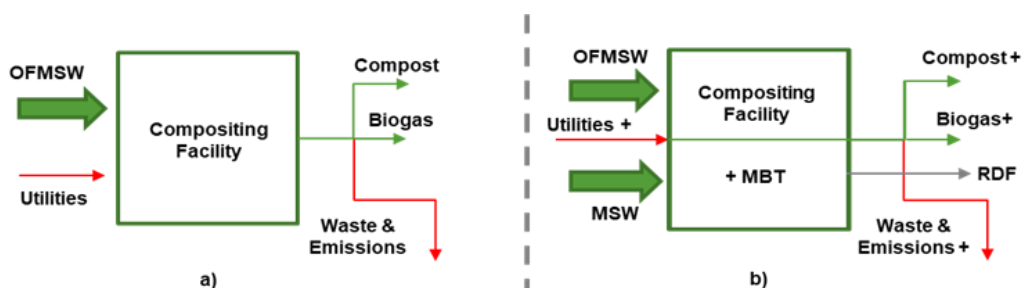 OFMSW
Utilities
Compositing
Facility
Compost
Biogas
Waste &
Emissions
a)
OFMSW
Utilities +
MSW
Compositing
Facility
+ MBT
Compost +
Biogas+
RDF
Waste &
Emissions +
b)